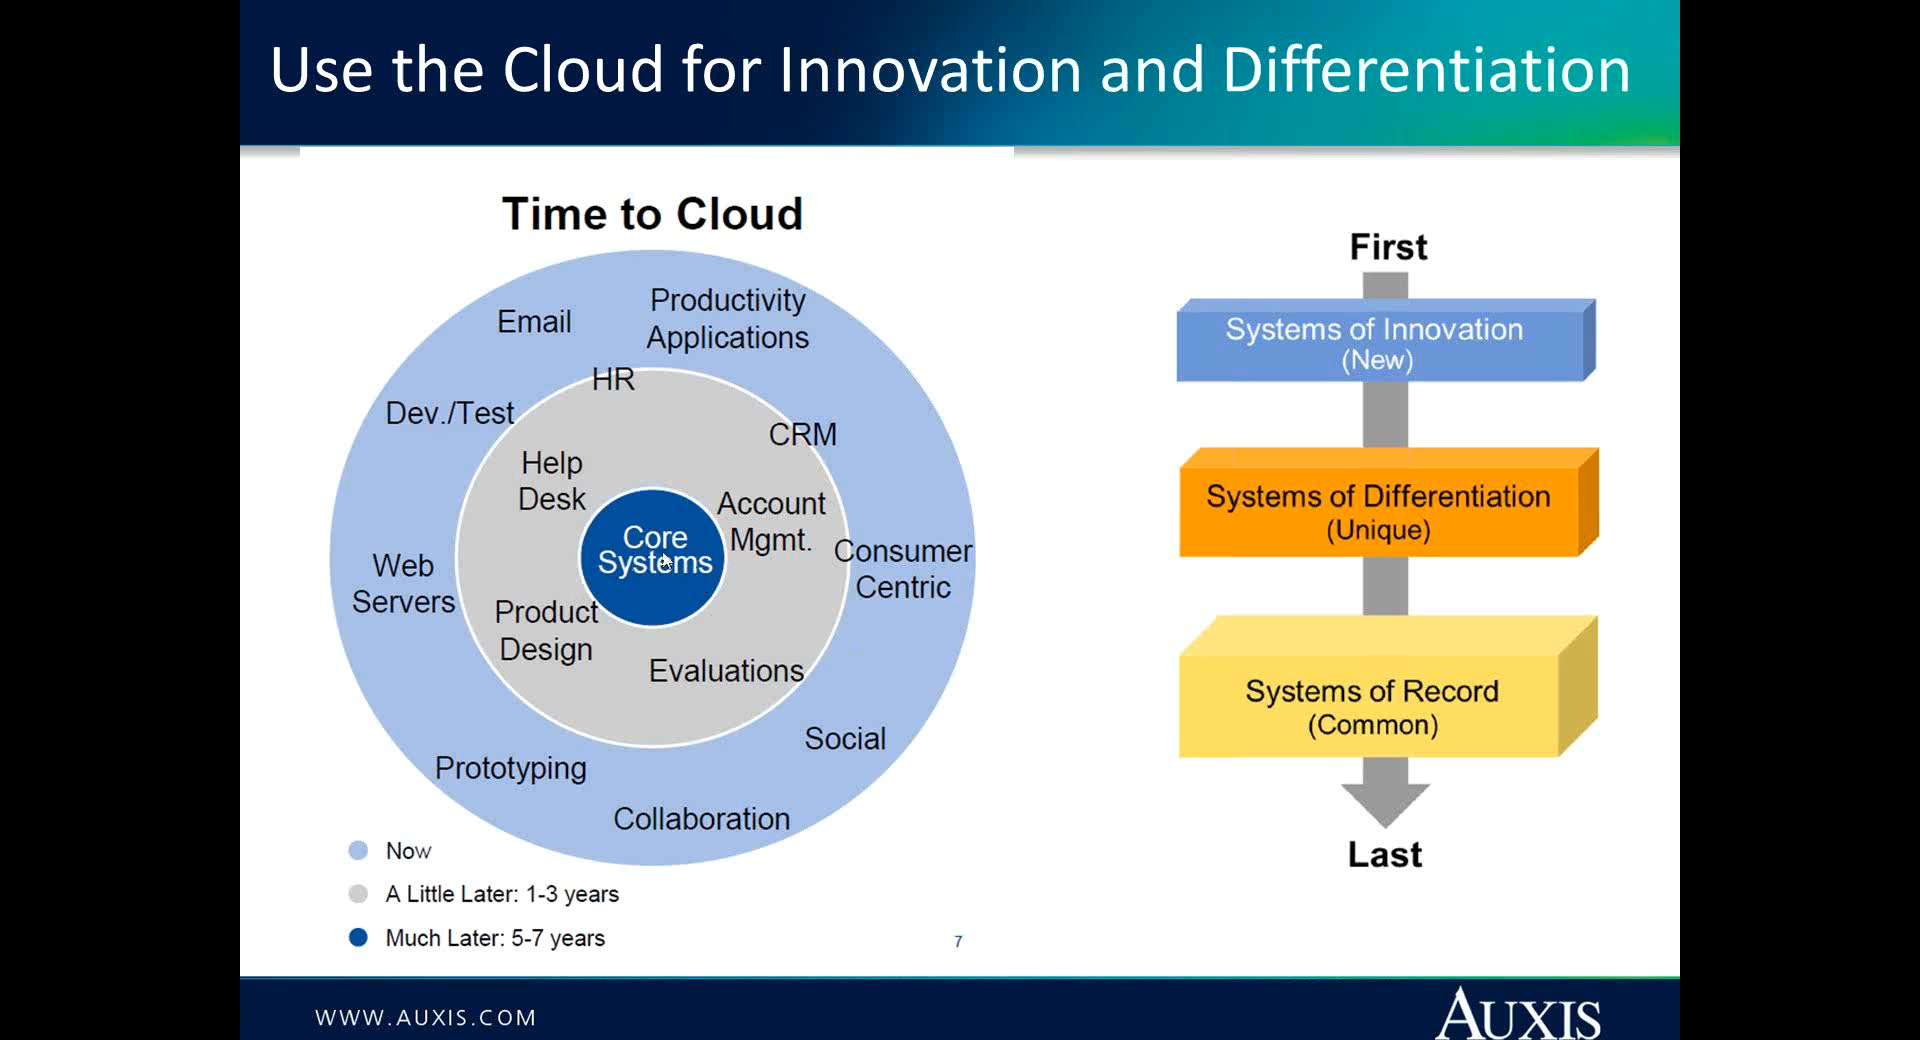 Use the Cloud for Innovation and Differentiation
Time to Cloud
Email
Productivity
Applications
HR
Dev./Test
CRM
Help
Desk
Account
Mgmt.
Core
Systems
Consumer
Centric
Web
Servers
Product
Design
Evaluations
Social
Prototyping
Collaboration
Now
A Little Later: 1-3 years
Much Later: 5-7 years
First
Systems of Innovation
(New)
Systems of Differentiation
(Unique)
Systems of Record
(Common)
Last
7
WWW.AUXIS.COM
AUXIS